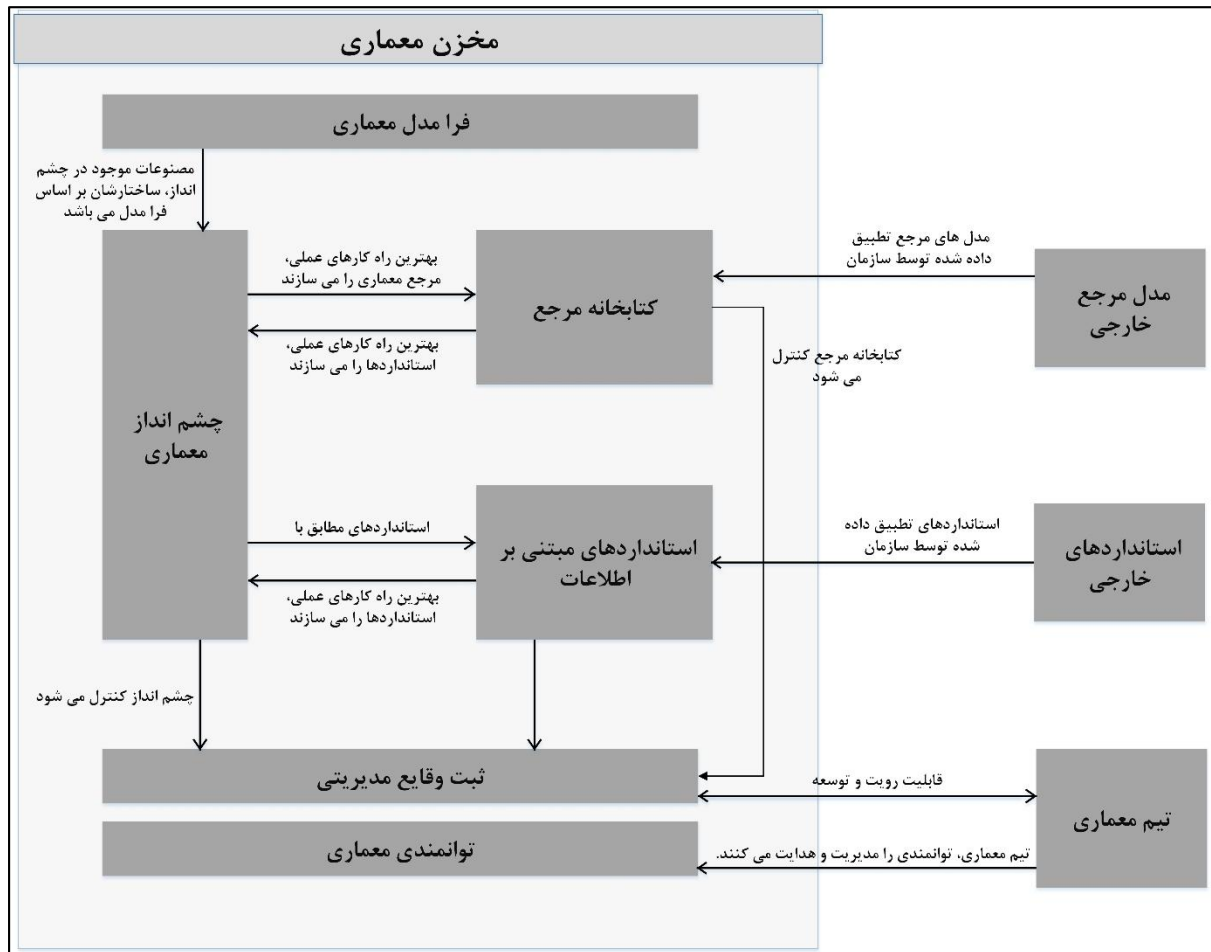 مخزن معماری
فرا مدل معماری
مصنوعات موجود در چشم
انداز، ساختارشان بر اساس
فرا مدل می باشد
مدل های مرجع تطبیق
داده شده توسط سازمان
مدل مرجع
خارجی
بهترین راه کارهای عملی،
مرجع معماری را می سازند
کتابخانه مرجع
بهترین راه کارهای عملی،
استانداردها را می سازند
کتابخانه مرجع کنترل
می شود
چشم انداز
معماری
استانداردهای تطبیق داده
شده توسط سازمان
استانداردهای
خارجی
استانداردهای مطابق با
استانداردهای مبتنی بر
اطلاعات
بهترین راه کارهای عملی،
استانداردها را می سازند
چشم انداز کنترل می شود
ثبت وقایع مدیریتی
قابلیت رویت و توسعه
تیم معماری
توانمندی معماری
تیم معماری، توانمندی را مدیریت و هدایت می کنند.